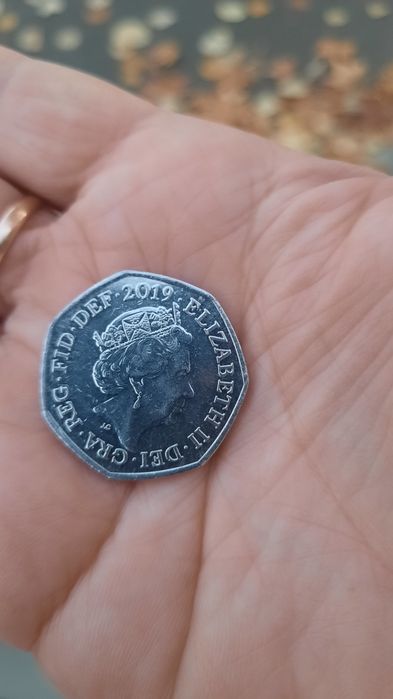 ELIZABETH II · DEI · GRA · REG · FID · DEF · 2019 ·
J.C